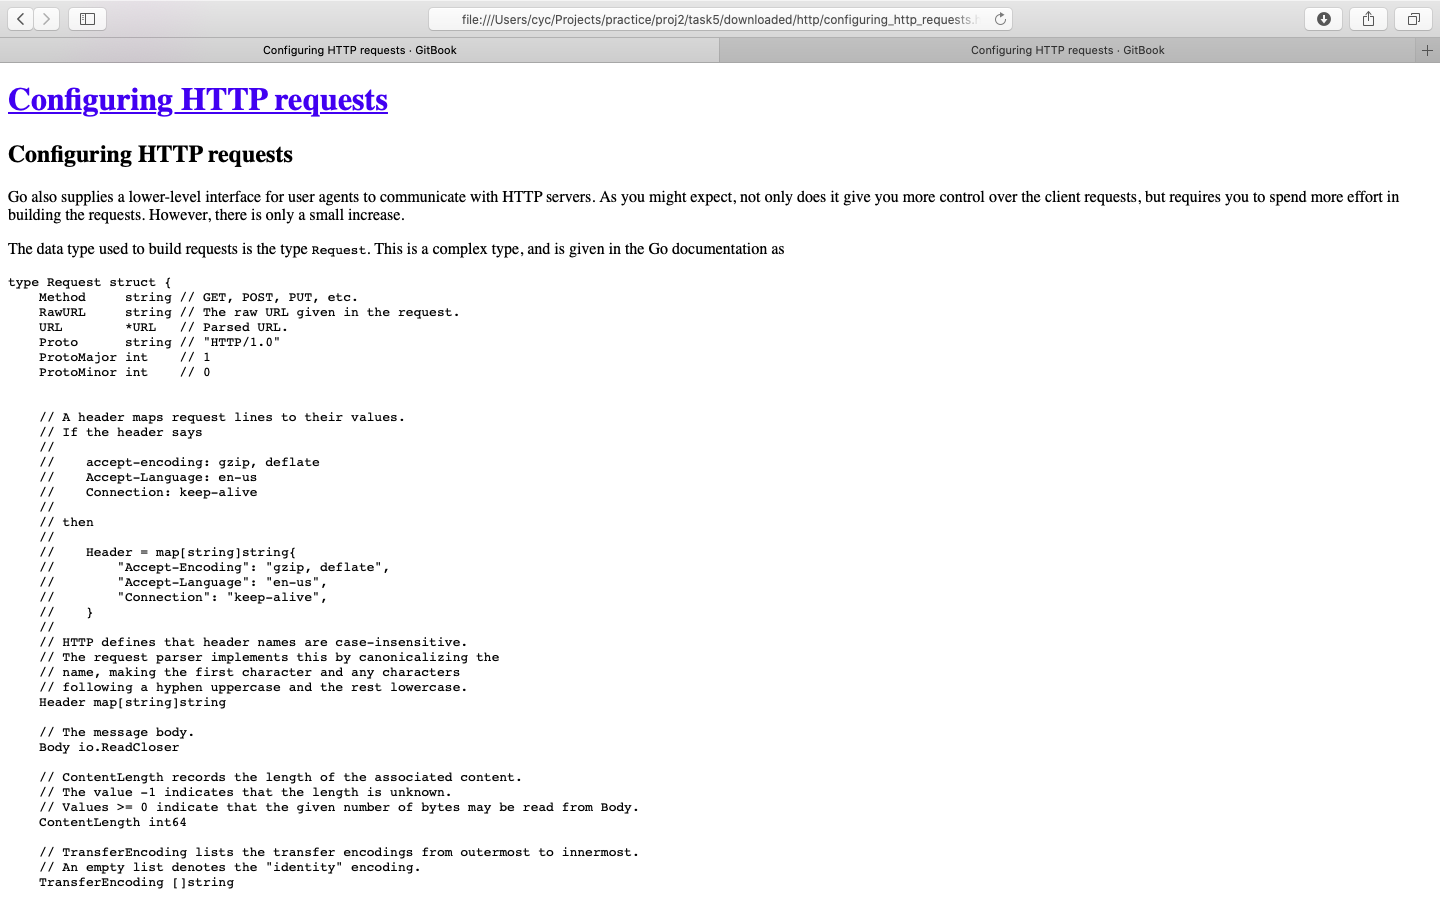 file:///Users/cyc/Projects/practice/proj2/task5/downloaded/http/configuring_http_requests.
Configuring HTTP requests · GitBook
Configuring HTTP requests · GitBook
Configuring HTTP requests
Configuring HTTP requests
Go also supplies a lower-level interface for user agents to communicate with HTTP servers. As you might expect, not only does it give you more control over the client requests, but requires you to spend more effort in
building the requests. However, there is only a small increase.
The data type used to build requests is the type Request. This is a complex type, and is given in the Go documentation as
type Request struct {
    Method     string // GET, POST, PUT, etc.
    RawURL     string // The raw URL given in the request.
    URL        *URL   // Parsed URL.
    Proto      string // "HTTP/1.0"
    ProtoMajor int    // 1
    ProtoMinor int    // 0
    // A header maps request lines to their values.
    // If the header says
    //
    //    accept-encoding: gzip, deflate
    //    Accept-Language: en-us
    //    Connection: keep-alive
    //
    // then
    //
    //    Header = map[string]string{
    //        "Accept-Encoding": "gzip, deflate",
    //        "Accept-Language": "en-us",
    //        "Connection": "keep-alive",
    //    }
    //
    // HTTP defines that header names are case-insensitive.
    // The request parser implements this by canonicalizing the
    // name, making the first character and any characters
    // following a hyphen uppercase and the rest lowercase.
    Header map[string]string
    // The message body.
    Body io.ReadCloser
    // ContentLength records the length of the associated content.
    // The value -1 indicates that the length is unknown.
    // Values >= 0 indicate that the given number of bytes may be read from Body.
    ContentLength int64
    // TransferEncoding lists the transfer encodings from outermost to innermost.
    // An empty list denotes the "identity" encoding.
    TransferEncoding []string